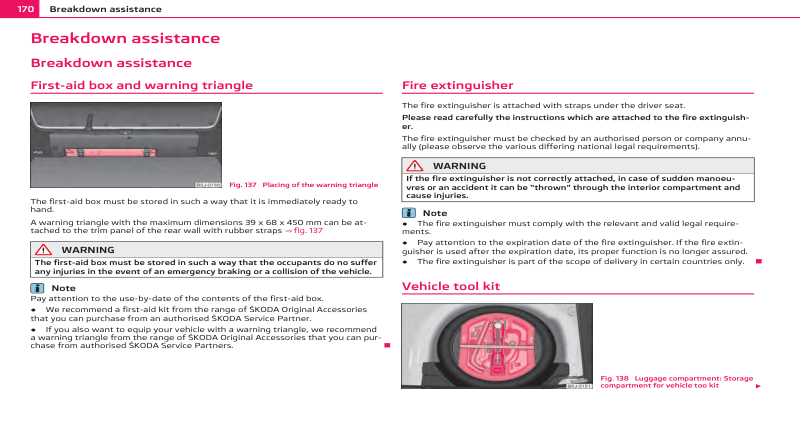 170 Breakdown assistance
Breakdown assistance
Breakdown assistance
First-aid box and warning triangle
Fig. 137 Placing of the warning triangle
The first-aid box must be stored in such a way that it is immediately ready to
hand.
A warning triangle with the maximum dimensions 39 x 68 x 450 mm can be at-
tached to the trim panel of the rear wall with rubber straps ⇒ fig. 137
WARNING
The first-aid box must be stored in such a way that the occupants do no suffer
any injuries in the event of an emergency braking or a collision of the vehicle.
Note
Pay attention to the use-by-date of the contents of the first-aid box.
● We recommend a first-aid kit from the range of ŠKODA Original Accessories
that you can purchase from an authorised ŠKODA Service Partner.
● If you also want to equip your vehicle with a warning triangle, we recommend
a warning triangle from the range of ŠKODA Original Accessories that you can pur-
chase from authorised ŠKODA Service Partners.
Fire extinguisher
The fire extinguisher is attached with straps under the driver seat.
Please read carefully the instructions which are attached to the fire extinguish-
er.
The fire extinguisher must be checked by an authorised person or company annu-
ally (please observe the various differing national legal requirements).
WARNING
If the fire extinguisher is not correctly attached, in case of sudden manoeu-
vres or an accident it can be “thrown” through the interior compartment and
cause injuries.
Note
● The fire extinguisher must comply with the relevant and valid legal require-
ments.
● Pay attention to the expiration date of the fire extinguisher. If the fire extin-
guisher is used after the expiration date, its proper function is no longer assured.
● The fire extinguisher is part of the scope of delivery in certain countries only.
Vehicle tool kit
Fig. 138 Luggage compartment: Storage
compartment for vehicle too kit